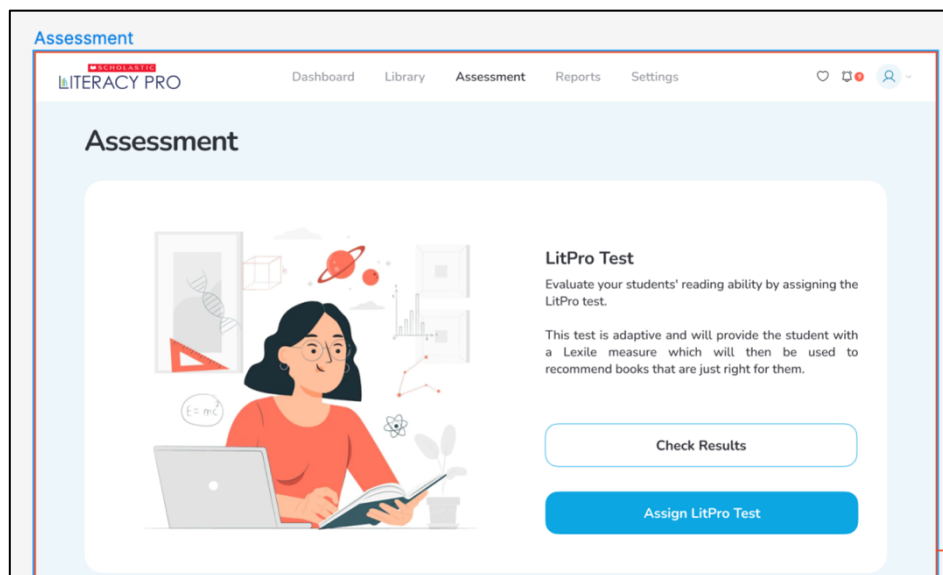 Assessment
SCHOLASTIC
LITERACY PRO
Dashboard Library Assessment Reports Settings
Assessment
LitPro Test
Evaluate your students' reading ability by assigning the
LitPro test.
This test is adaptive and will provide the student with
a Lexile measure which will then be used to
recommend books that are just right for them.
E= mc²
Check Results
Assign LitPro Test